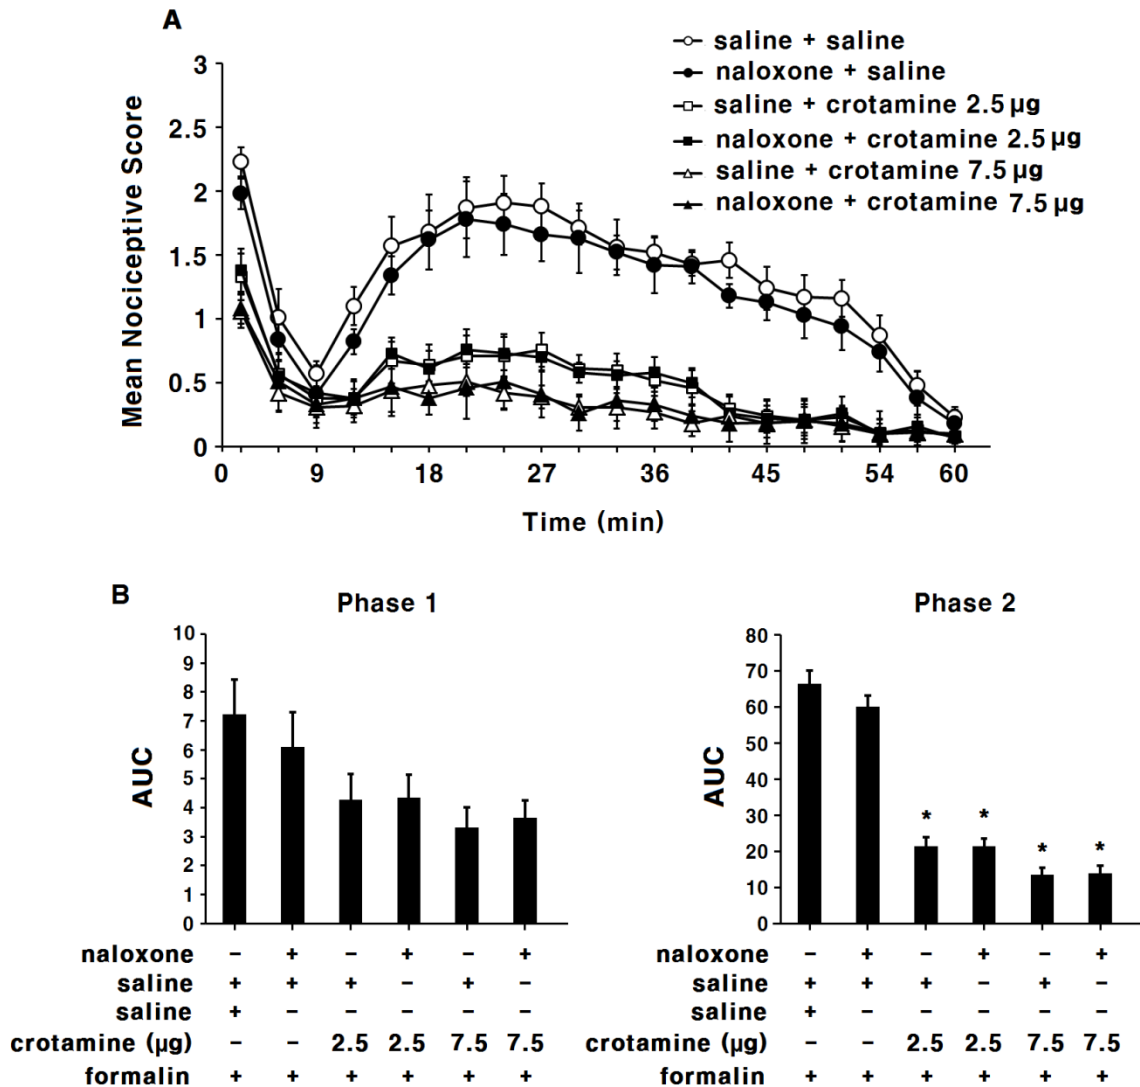 A
saline + saline
naloxone + saline
saline + crotamine 2.5 µg
naloxone + crotamine 2.5 µg
saline + crotamine 7.5 µg
naloxone + crotamine 7.5 µg
Mean Nociceptive Score
3
2.5
2
1.5
1
0.5
0
0 9 18 27 36 45 54 60
Time (min)
B
Phase 1
AUC
10
9
8
7
6
5
4
3
2
1
0
naloxone – + – + – +
saline + + + – + –
saline + – – – – –
crotamine (µg) – – 2.5 2.5 7.5 7.5
formalin + + + + + +
Phase 2
AUC
80
70
60
50
40
30
20
10
0
* * * *
naloxone – + – + – +
saline + + + – + –
saline + – – – – –
crotamine (µg) – – 2.5 2.5 7.5 7.5
formalin + + + + + +